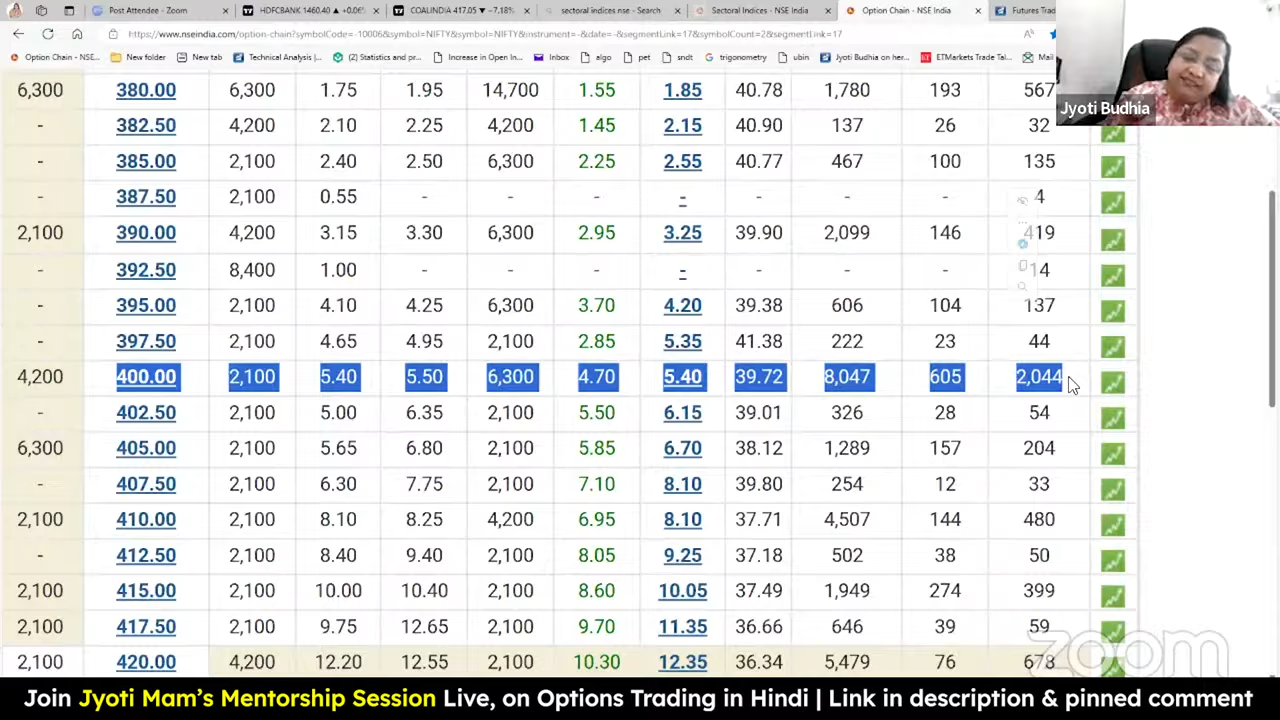 Post Attendee - Zoom
HDFCBANK 1460.40 ▲ +0.06%
COALINDIA 417.05 ▼ −7.18%
sectoral indices nse - Search
Sectoral Indices - NSE India
Option Chain - NSE India
Futures Trad
https://www.nseindia.com/option-chain?symbolCode=-10006&symbol=NIFTY&symbol=NIFTY&instrument=-&date=-&segmentLink=17&symbolCount=2&segmentLink=17
Option Chain - NSE... New folder New tab Technical Analysis |... (2) Statistics and pr... Increase in Open In... Inbox algo pet sndt trigonometry ubin Jyoti Budhia on her... ETMarkets Trade Tal... Mail
Jyoti Budhia
6,300 380.00 6,300 1.75 1.95 14,700 1.55 1.85 40.78 1,780 193 567
- 382.50 4,200 2.10 2.25 4,200 1.45 2.15 40.90 137 26 32
- 385.00 2,100 2.40 2.50 6,300 2.25 2.55 40.77 467 100 135
- 387.50 2,100 0.55 - - - - - - - 4
2,100 390.00 4,200 3.15 3.30 6,300 2.95 3.25 39.90 2,099 146 419
- 392.50 8,400 1.00 - - - - - - - 14
- 395.00 2,100 4.10 4.25 6,300 3.70 4.20 39.38 606 104 137
- 397.50 2,100 4.65 4.95 2,100 2.85 5.35 41.38 222 23 44
4,200 400.00 2,100 5.40 5.50 6,300 4.70 5.40 39.72 8,047 605 2,044
- 402.50 2,100 5.00 6.35 2,100 5.50 6.15 39.01 326 28 54
6,300 405.00 2,100 5.65 6.80 2,100 5.85 6.70 38.12 1,289 157 204
- 407.50 2,100 6.30 7.75 2,100 7.10 8.10 39.80 254 12 33
2,100 410.00 2,100 8.10 8.25 4,200 6.95 8.10 37.71 4,507 144 480
- 412.50 2,100 8.40 9.40 2,100 8.05 9.25 37.18 502 38 50
2,100 415.00 2,100 10.00 10.40 2,100 8.60 10.05 37.49 1,949 274 399
2,100 417.50 2,100 9.75 12.65 2,100 9.70 11.35 36.66 646 39 59
2,100 420.00 4,200 12.20 12.55 2,100 10.30 12.35 36.34 5,479 76 678
zoom
Join Jyoti Mam's Mentorship Session Live, on Options Trading in Hindi | Link in description & pinned comment